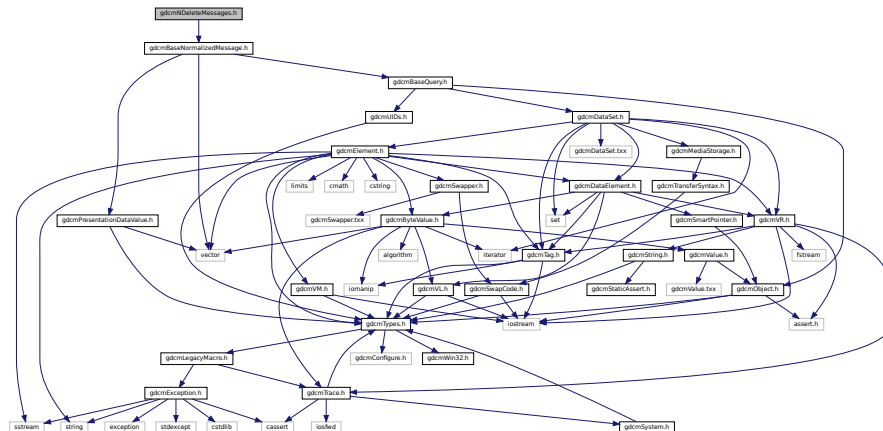 gdcmNDeleteMessages.h
gdcmBaseNormalizedMessage.h
gdcmBaseQuery.h
gdcmUIDs.h
gdcmDataSet.h
gdcmElement.h
gdcmDataSet.txx
gdcmMediaStorage.h
limits
cmath
cstring
gdcmSwapper.h
gdcmDataElement.h
gdcmTransferSyntax.h
gdcmPresentationDataValue.h
gdcmSwapper.txx
gdcmByteValue.h
set
gdcmSmartPointer.h
gdcmVR.h
vector
algorithm
iterator
gdcmTag.h
gdcmString.h
gdcmValue.h
fstream
gdcmVM.h
iomanip
gdcmVL.h
gdcmSwapCode.h
gdcmStaticAssert.h
gdcmValue.txx
gdcmObject.h
gdcmTypes.h
iostream
assert.h
gdcmLegacyMacro.h
gdcmConfigure.h
gdcmWin32.h
gdcmException.h
gdcmTrace.h
sstream
string
exception
stdexcept
cstdlib
cassert
iosfwd
gdcmSystem.h